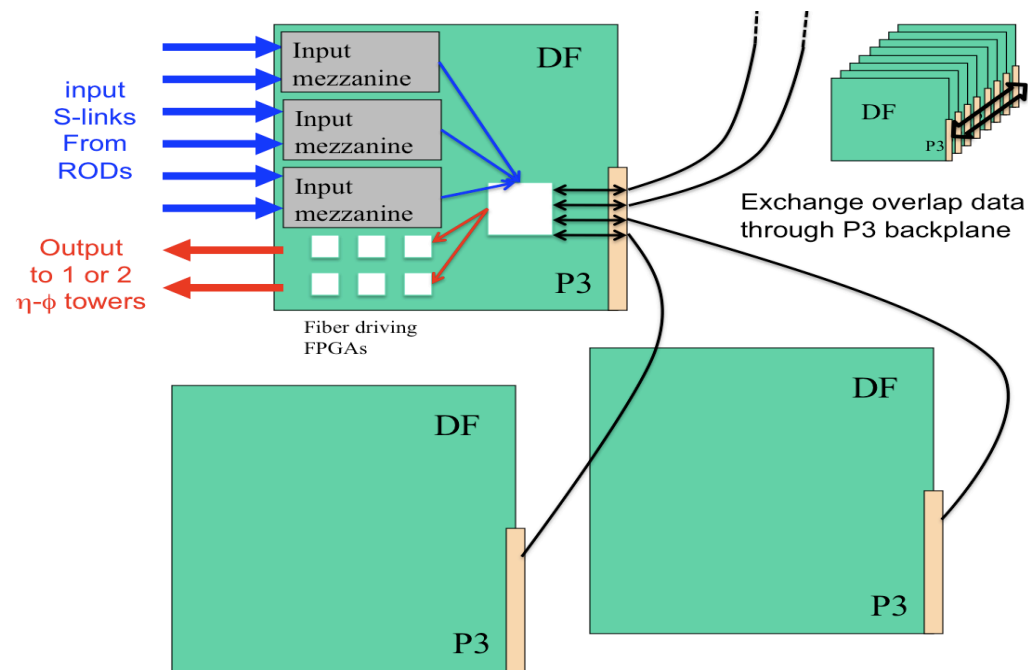 input
S-links
From
RODs
Input
mezzanine
Input
mezzanine
Input
mezzanine
DF
P3
Output
to 1 or 2
η-ϕ towers
Fiber driving
FPGAs
DF
P3
Exchange overlap data
through P3 backplane
DF
P3
DF
P3